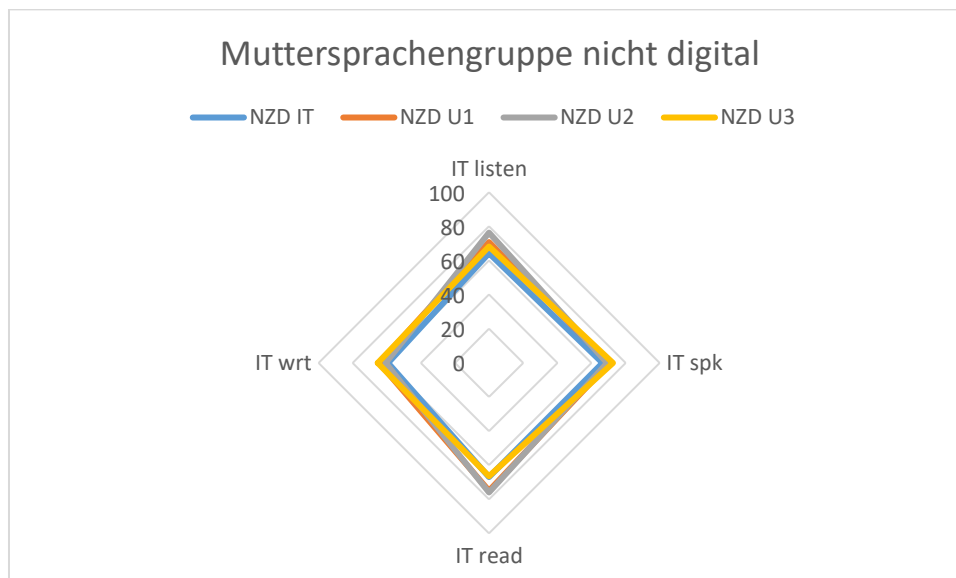 Muttersprachengruppe nicht digital
NZD IT NZD U1 NZD U2 NZD U3
IT listen
100
80
60
40
20
0
IT wrt
IT spk
IT read